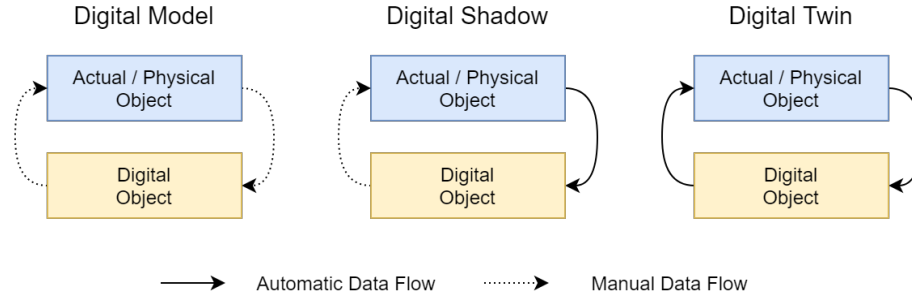 Digital Model
Digital Shadow
Digital Twin
Actual / Physical
Object
Actual / Physical
Object
Actual / Physical
Object
Digital
Object
Digital
Object
Digital
Object
Automatic Data Flow
Manual Data Flow